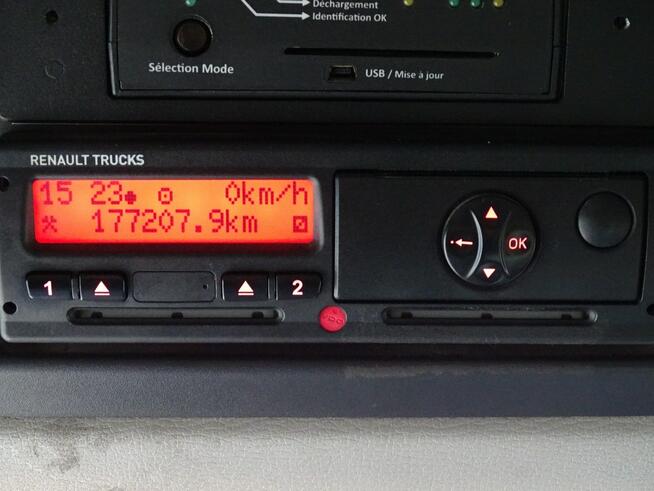 Déchargement
Identification OK
Sélection Mode
USB / Mise à jour
RENAULT TRUCKS
15 23 0km/h
177207.9km
1 2
OK